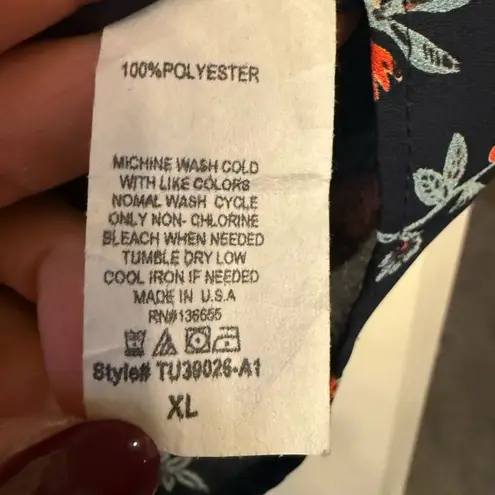 100%POLYESTER
MICHINE WASH COLD
WITH LIKE COLORS
NOMAL WASH CYCLE
ONLY NON- CHLORINE
BLEACH WHEN NEEDED
TUMBLE DRY LOW
COOL IRON IF NEEDED
MADE IN U.S.A
RN#136655
Style# TU39026-A1
XL